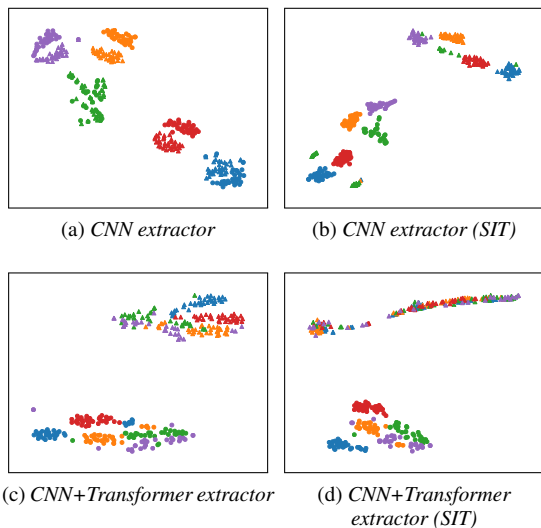 (a) CNN extractor
(b) CNN extractor (SIT)
(c) CNN+Transformer extractor
(d) CNN+Transformer
extractor (SIT)